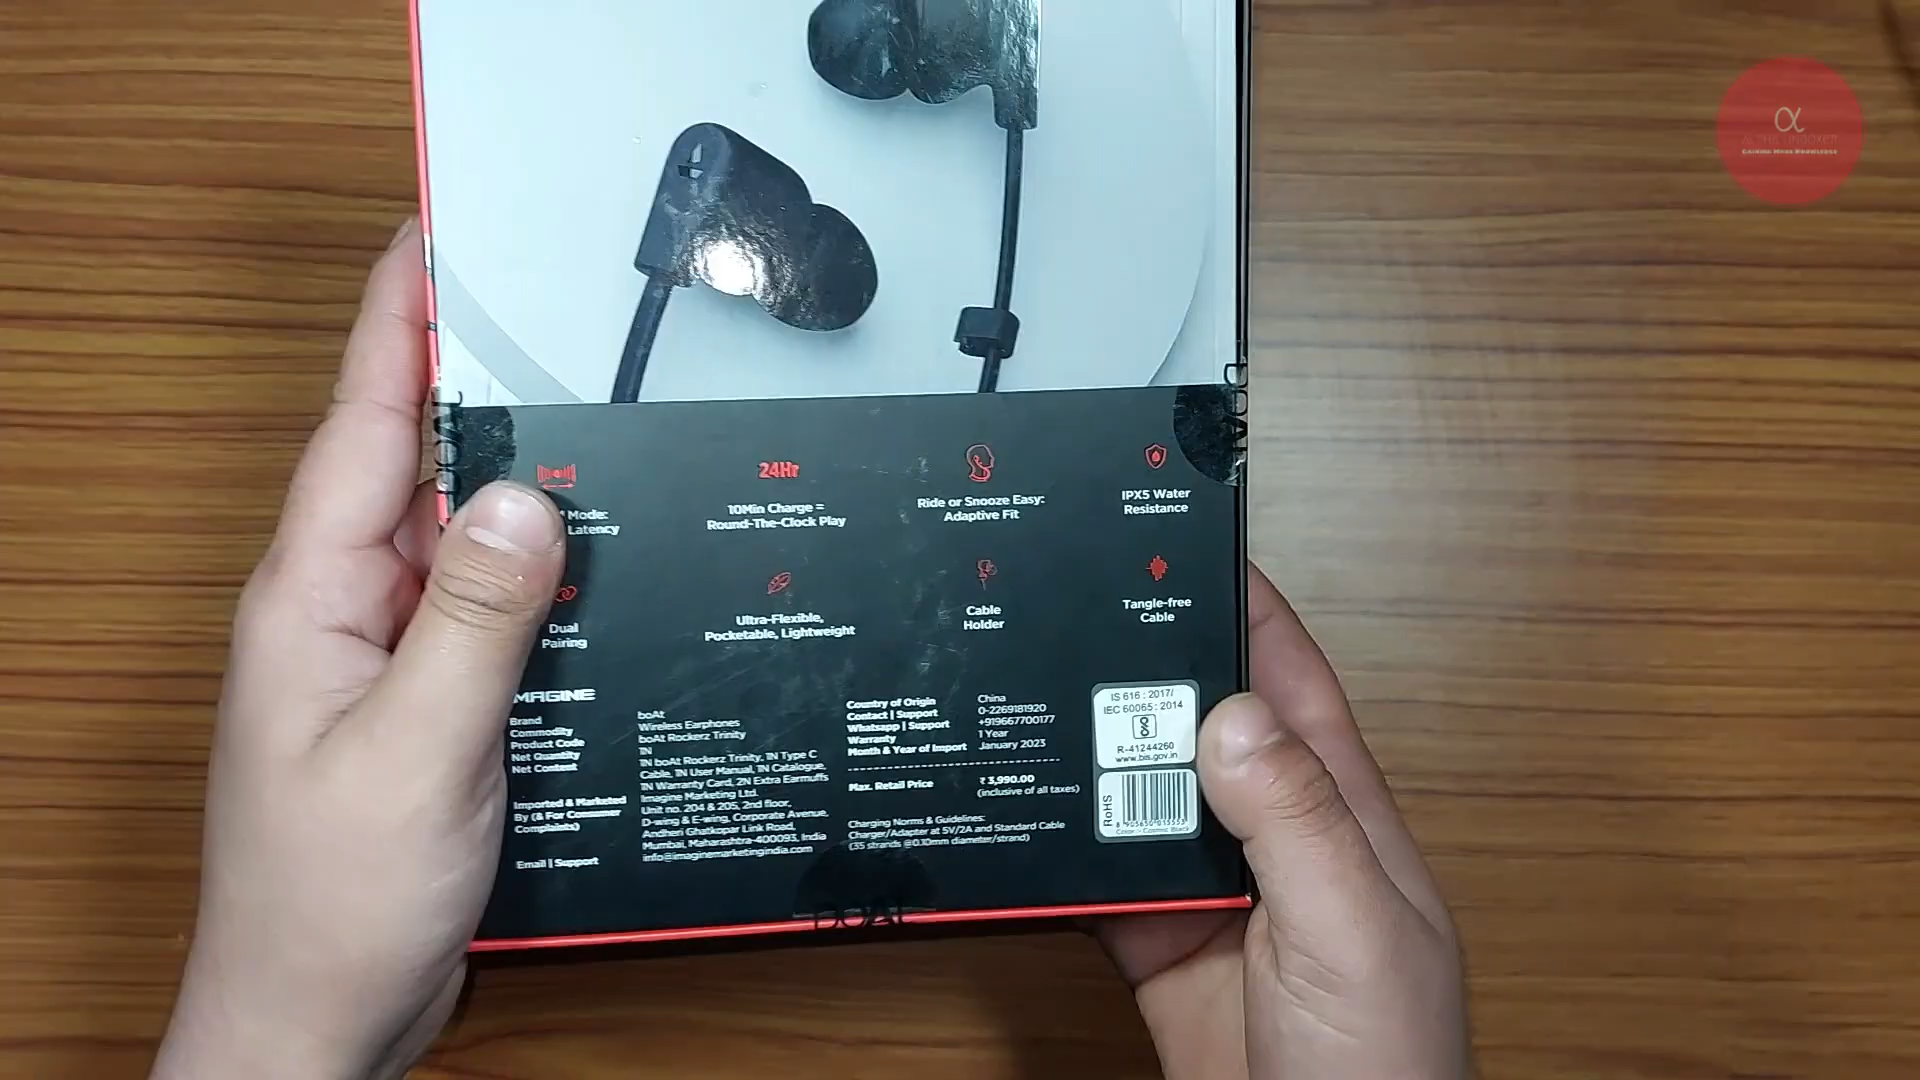 α
GAINING MORE KNOWLEDGE
24Hr
Mode:
Latency
10Min Charge =
Round-The-Clock Play
Ride or Snooze Easy:
Adaptive Fit
IPX5 Water
Resistance
Dual
Pairing
Ultra-Flexible,
Pocketable, Lightweight
Cable
Holder
Tangle-free
Cable
MAGINE
Brand boAt
Commodity Wireless Earphones
Product Code boAt Rockerz Trinity
Net Quantity 1N
Net Content 1N boAt Rockerz Trinity, 1N Type C
Cable, 1N User Manual, 1N Catalogue,
1N Warranty Card, 2N Extra Earmuffs
Imported & Marketed Imagine Marketing Ltd.
By (& For Consumer Unit no. 204 & 205, 2nd floor,
Complaints) D-wing & E-wing, Corporate Avenue,
Andheri Ghatkopar Link Road,
Mumbai, Maharashtra-400093, India
Email | Support info@imaginemarketingindia.com
Country of Origin China
Contact | Support 0-2269181920
Whatsapp | Support +919667700177
Warranty 1 Year
Month & Year of Import January 2023
Max. Retail Price ₹ 3,990.00
(inclusive of all taxes)
Charging Norms & Guidelines:
Charger/Adapter at 5V/2A and Standard Cable
(35 strands @0.10mm diameter/strand)
IS 616 : 2017/
IEC 60065 : 2014
R-41244260
www.bis.gov.in
RoHS
Color :- Cosmic Black